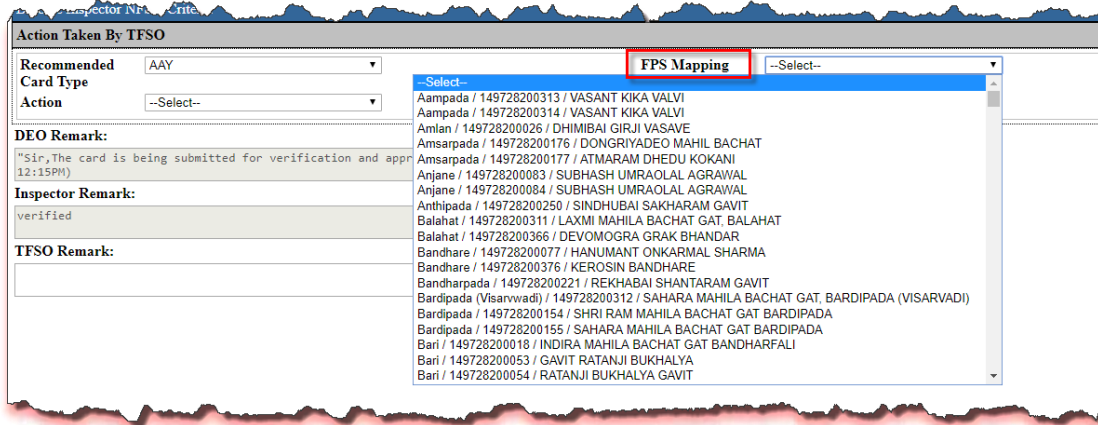 Inspector NFSA Crite
Action Taken By TFSO
Recommended Card Type AAY FPS Mapping --Select--
Action --Select--
--Select--
Aampada / 149728200313 / VASANT KIKA VALVI
Aampada / 149728200314 / VASANT KIKA VALVI
Amlan / 149728200026 / DHIMIBAI GIRJI VASAVE
Amsarpada / 149728200176 / DONGRIYADEO MAHIL BACHAT
Amsarpada / 149728200177 / ATMARAM DHEDU KOKANI
Anjane / 149728200083 / SUBHASH UMRAOLAL AGRAWAL
Anjane / 149728200084 / SUBHASH UMRAOLAL AGRAWAL
Anthipada / 149728200250 / SINDHUBAI SAKHARAM GAVIT
Balahat / 149728200311 / LAXMI MAHILA BACHAT GAT, BALAHAT
Balahat / 149728200366 / DEVOMOGRA GRAK BHANDAR
Bandhare / 149728200077 / HANUMANT ONKARMAL SHARMA
Bandhare / 149728200376 / KEROSIN BANDHARE
Bandharpada / 149728200221 / REKHABAI SHANTARAM GAVIT
Bardipada (Visarvwadi) / 149728200312 / SAHARA MAHILA BACHAT GAT, BARDIPADA (VISARVADI)
Bardipada / 149728200154 / SHRI RAM MAHILA BACHAT GAT BARDIPADA
Bardipada / 149728200155 / SAHARA MAHILA BACHAT GAT BARDIPADA
Bari / 149728200018 / INDIRA MAHILA BACHAT GAT BANDHARFALI
Bari / 149728200053 / GAVIT RATANJI BUKHALYA
Bari / 149728200054 / RATANJI BUKHALYA GAVIT
DEO Remark:
"Sir,The card is being submitted for verification and appr
12:15PM)
Inspector Remark:
verified
TFSO Remark: